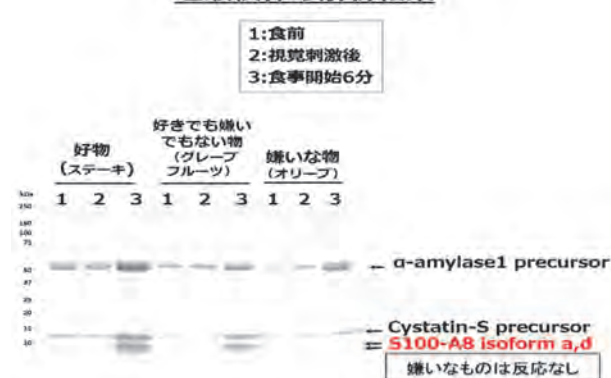 1:食前
2:視覚刺激後
3:食事開始6分
好物
(ステーキ)
好きでも嫌い
でもない物
(グレープ
フルーツ)
嫌いな物
(オリーブ)
1 2 3 1 2 3 1 2 3
kDa
250
α-amylase1 precursor
Cystatin-S precursor
S100-A8 isoform a,d
嫌いなものは反応なし